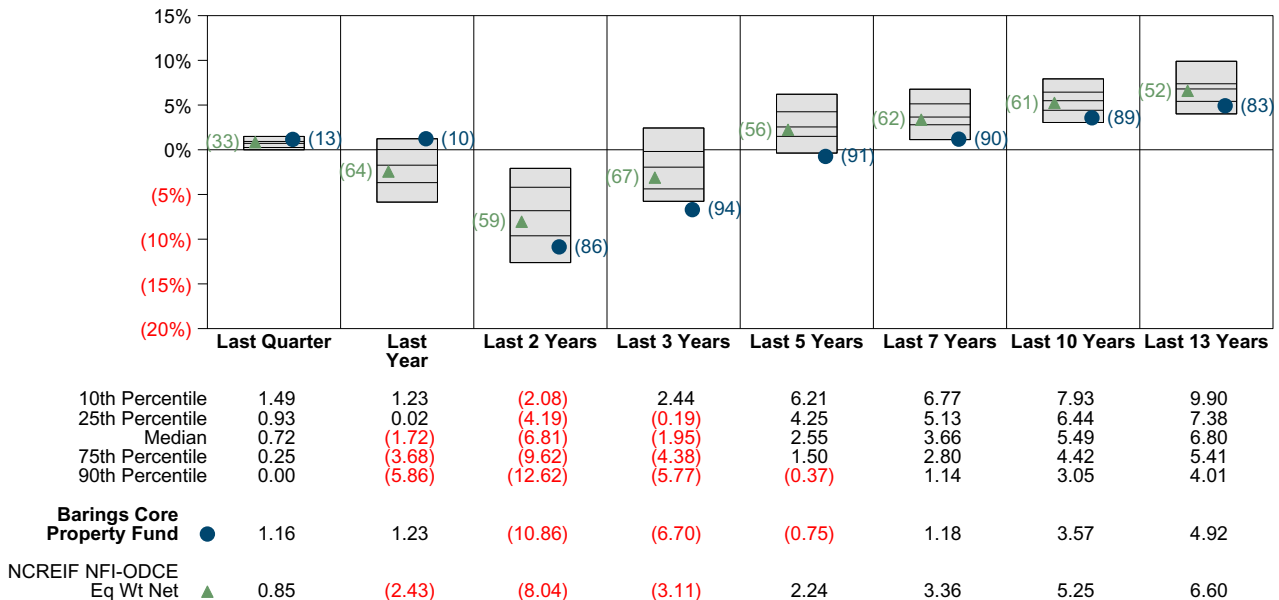 15%
10%
5%
0%
(5%)
(10%)
(15%)
(20%)
(33) (13)
(64) (10)
(59) (86)
(67) (94)
(56) (91)
(62) (90)
(61) (89)
(52) (83)
Last Quarter Last Year Last 2 Years Last 3 Years Last 5 Years Last 7 Years Last 10 Years Last 13 Years
10th Percentile 1.49 1.23 (2.08) 2.44 6.21 6.77 7.93 9.90
25th Percentile 0.93 0.02 (4.19) (0.19) 4.25 5.13 6.44 7.38
Median 0.72 (1.72) (6.81) (1.95) 2.55 3.66 5.49 6.80
75th Percentile 0.25 (3.68) (9.62) (4.38) 1.50 2.80 4.42 5.41
90th Percentile 0.00 (5.86) (12.62) (5.77) (0.37) 1.14 3.05 4.01
Barings Core
Property Fund 1.16 1.23 (10.86) (6.70) (0.75) 1.18 3.57 4.92
NCREIF NFI-ODCE
Eq Wt Net 0.85 (2.43) (8.04) (3.11) 2.24 3.36 5.25 6.60